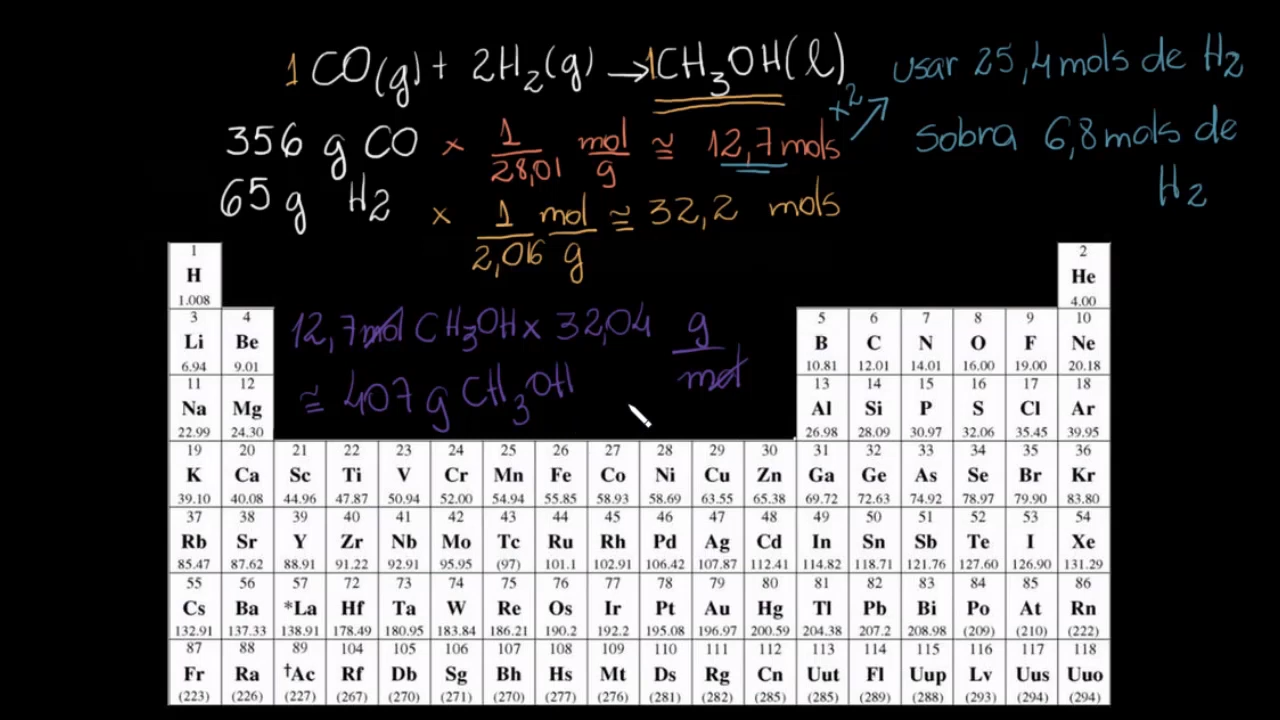 1CO(g) + 2H2(g) → 1CH3OH(l)
usar 25,4 mols de H2
sobra 6,8 mols de
H2
x2
356 g CO × 1/28,01 mol/g ≅ 12,7 mols
65 g H2 × 1/2,016 mol/g ≅ 32,2 mols
12,7 mol CH3OH × 32,04 g/mol
≅ 407 g CH3OH
1 2
H He
1.008 4.00
3 4 5 6 7 8 9 10
Li Be B C N O F Ne
6.94 9.01 10.81 12.01 14.01 16.00 19.00 20.18
11 12 13 14 15 16 17 18
Na Mg Al Si P S Cl Ar
22.99 24.30 26.98 28.09 30.97 32.06 35.45 39.95
19 20 21 22 23 24 25 26 27 28 29 30 31 32 33 34 35 36
K Ca Sc Ti V Cr Mn Fe Co Ni Cu Zn Ga Ge As Se Br Kr
39.10 40.08 44.96 47.87 50.94 52.00 54.94 55.85 58.93 58.69 63.55 65.38 69.72 72.63 74.92 78.97 79.90 83.80
37 38 39 40 41 42 43 44 45 46 47 48 49 50 51 52 53 54
Rb Sr Y Zr Nb Mo Tc Ru Rh Pd Ag Cd In Sn Sb Te I Xe
85.47 87.62 88.91 91.22 92.91 95.95 (97) 101.1 102.91 106.42 107.87 112.41 114.82 118.71 121.76 127.60 126.90 131.29
55 56 57 72 73 74 75 76 77 78 79 80 81 82 83 84 85 86
Cs Ba *La Hf Ta W Re Os Ir Pt Au Hg Tl Pb Bi Po At Rn
132.91 137.33 138.91 178.49 180.95 183.84 186.21 190.2 192.2 195.08 196.97 200.59 204.38 207.2 208.98 (209) (210) (222)
87 88 89 104 105 106 107 108 109 110 111 112 113 114 115 116 117 118
Fr Ra †Ac Rf Db Sg Bh Hs Mt Ds Rg Cn Uut Fl Uup Lv Uus Uuo
(223) (226) (227) (267) (270) (271) (270) (277) (276) (281) (282) (285) (285) (289) (288) (293) (294) (294)